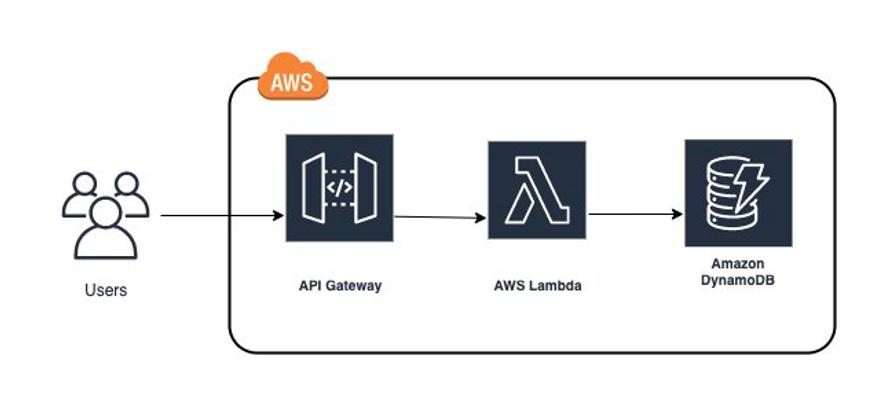 AWS
</>
Users
API Gateway
AWS Lambda
Amazon
DynamoDB